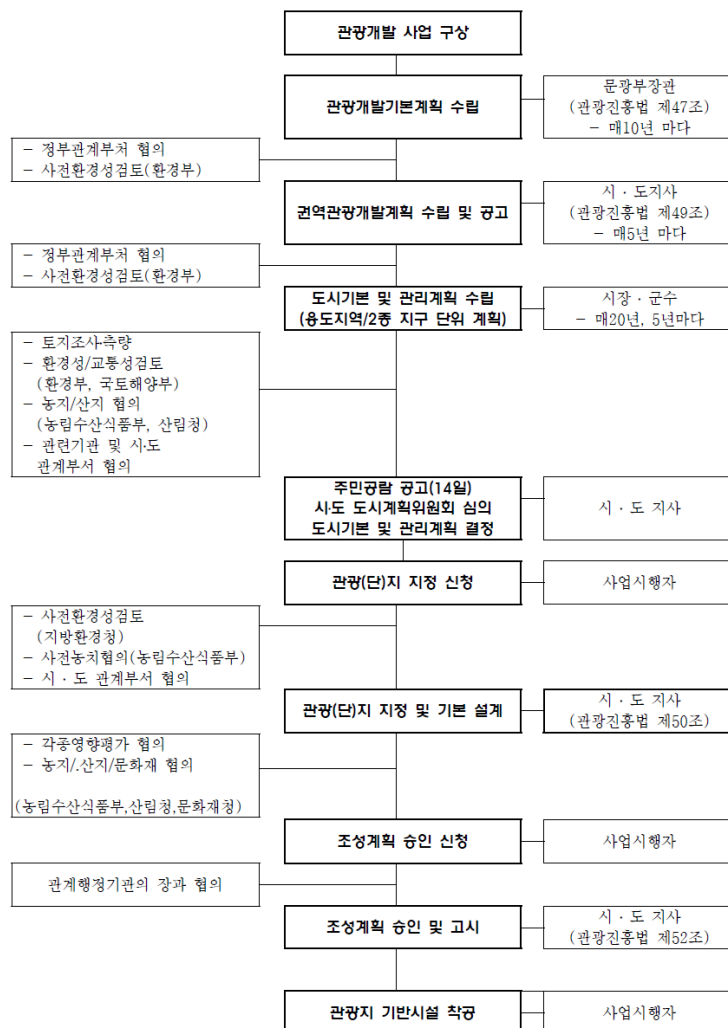 관광개발 사업 구상
관광개발기본계획 수립
문광부장관
(관광진흥법 제47조)
- 매10년 마다
- 정부관계부처 협의
- 사전환경성검토(환경부)
권역관광개발계획 수립 및 공고
시 · 도지사
(관광진흥법 제49조)
- 매5년 마다
- 정부관계부처 협의
- 사전환경성검토(환경부)
도시기본 및 관리계획 수립
(용도지역/2종 지구 단위 계획)
시장 · 군수
- 매20년, 5년마다
- 토지조사·측량
- 환경성/교통성검토
(환경부, 국토해양부)
- 농지/산지 협의
(농림수산식품부, 산림청)
- 관련기관 및 시·도
관계부서 협의
주민공람 공고(14일)
시·도 도시계획위원회 심의
도시기본 및 관리계획 결정
시 · 도 지사
관광(단)지 지정 신청
사업시행자
- 사전환경성검토
(지방환경청)
- 사전농치협의(농림수산식품부)
- 시 · 도 관계부서 협의
관광(단)지 지정 및 기본 설계
시 · 도 지사
(관광진흥법 제50조)
- 각종영향평가 협의
- 농지/.산지/문화재 협의
(농림수산식품부,산림청,문화재청)
조성계획 승인 신청
사업시행자
관계행정기관의 장과 협의
조성계획 승인 및 고시
시 · 도 지사
(관광진흥법 제52조)
관광지 기반시설 착공
사업시행자